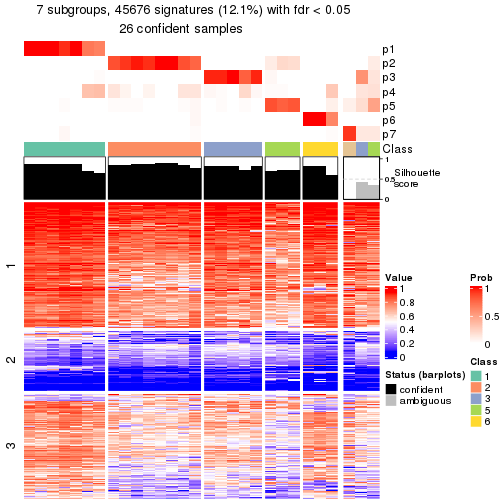 7 subgroups, 45676 signatures (12.1%) with fdr < 0.05
26 confident samples
p1
p2
p3
p4
p5
p6
p7
Class
1
0.5
0
Silhouette
score
1
2
3
Value
1
0.8
0.6
0.4
0.2
0
Prob
1
0.5
0
Status (barplots)
confident
ambiguous
Class
1
2
3
5
6